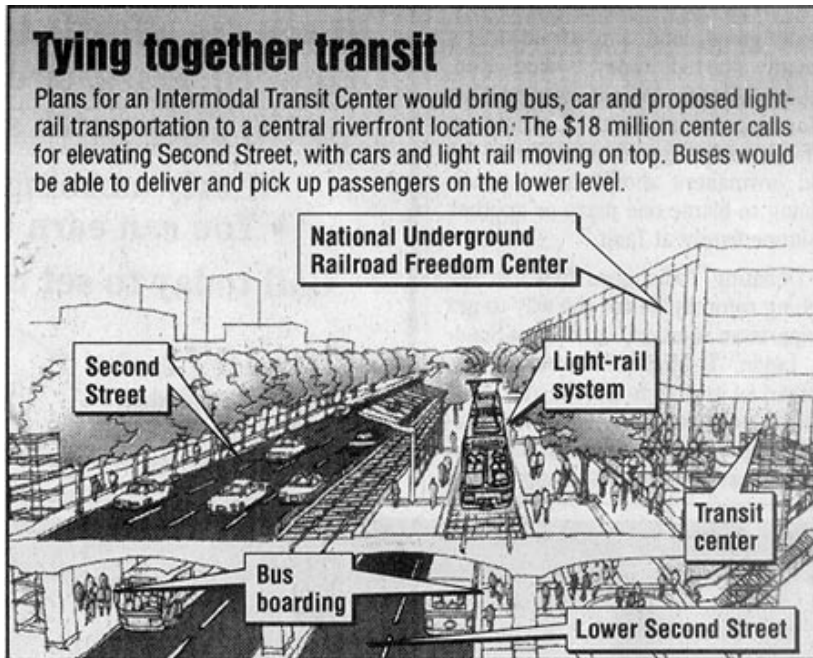 Tying together transit
Plans for an Intermodal Transit Center would bring bus, car and proposed light-
rail transportation to a central riverfront location. The $18 million center calls
for elevating Second Street, with cars and light rail moving on top. Buses would
be able to deliver and pick up passengers on the lower level.
National Underground
Railroad Freedom Center
Second
Street
Light-rail
system
Transit
center
Bus
boarding
Lower Second Street